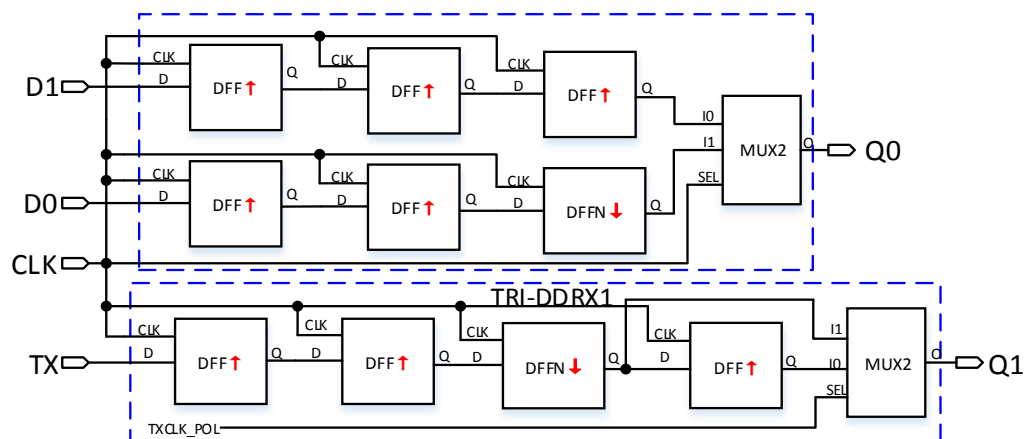 CLK
CLK
CLK
D1
D
DFF
Q
D
DFF
Q
D
DFF
Q
I0
I1
MUX2
O
Q0
SEL
CLK
CLK
CLK
D0
D
DFF
Q
D
DFF
Q
D
DFFN
Q
CLK
TRI-DDRX1
CLK
CLK
CLK
CLK
TX
D
DFF
Q
D
DFF
Q
D
DFFN
Q
D
DFF
Q
I1
I0
MUX2
O
Q1
SEL
TXCLK_POL